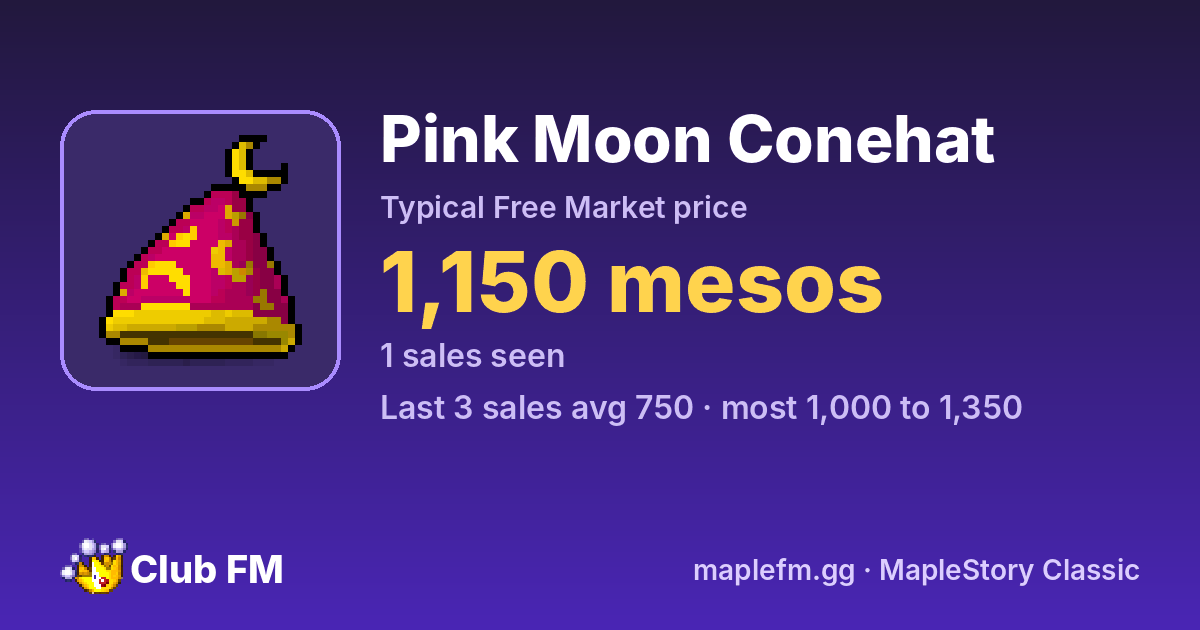 Pink Moon Conehat
Typical Free Market price
1,150 mesos
1 sales seen
Last 3 sales avg 750 · most 1,000 to 1,350
Club FM
maplefm.gg · MapleStory Classic